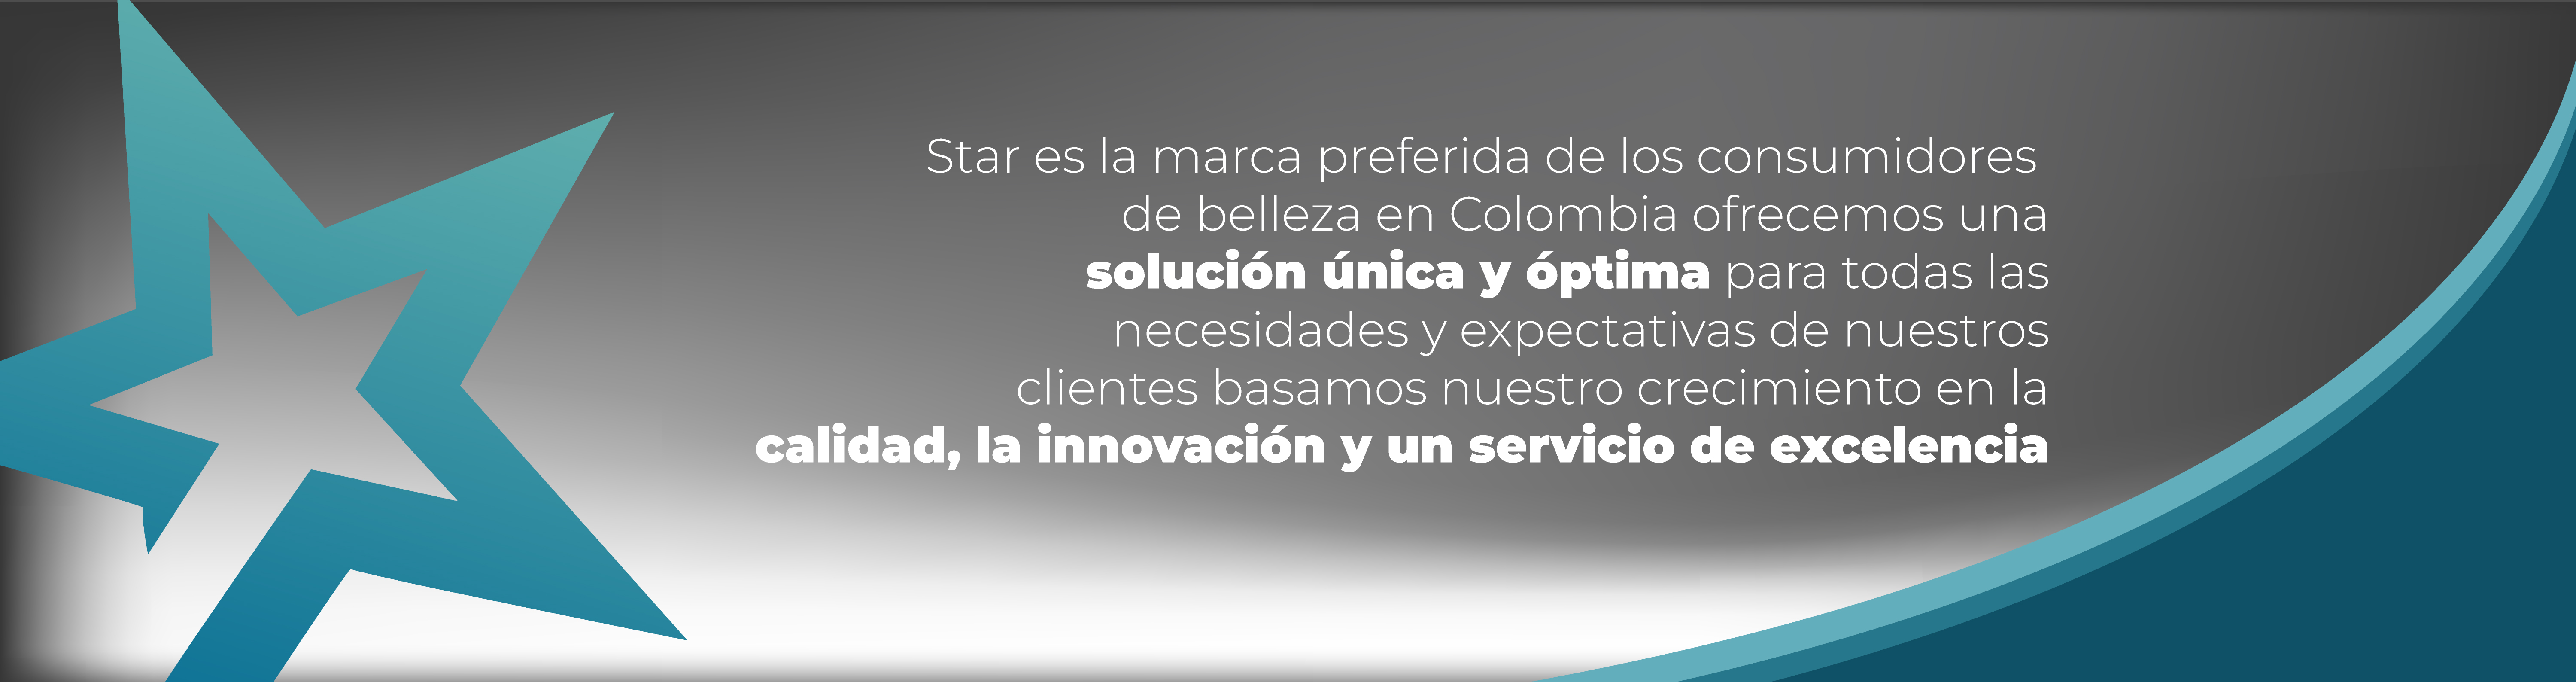 Star es la marca preferida de los consumidores
de belleza en Colombia ofrecemos una
solución única y óptima para todas las
necesidades y expectativas de nuestros
clientes basamos nuestro crecimiento en la
calidad, la innovación y un servicio de excelencia